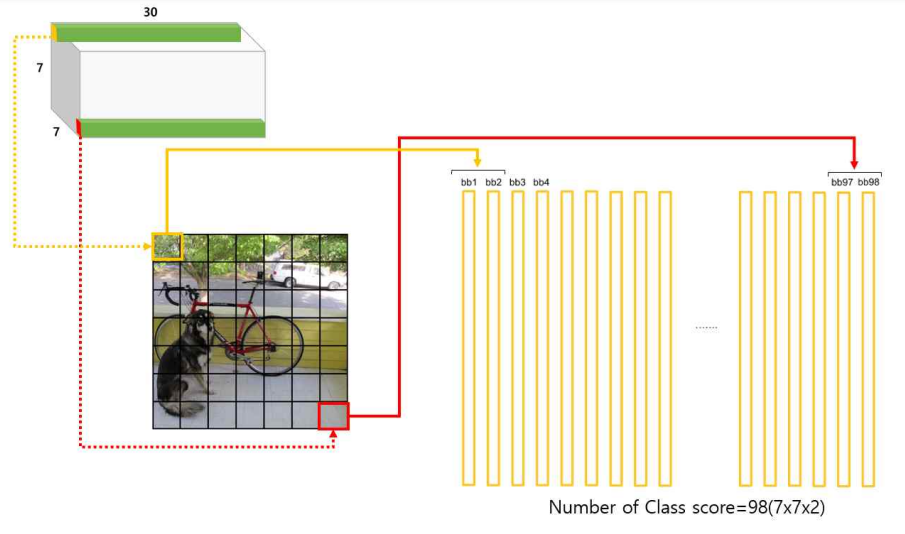 30
7
7
bb1 bb2 bb3 bb4
bb97 bb98
.......
Number of Class score=98(7x7x2)